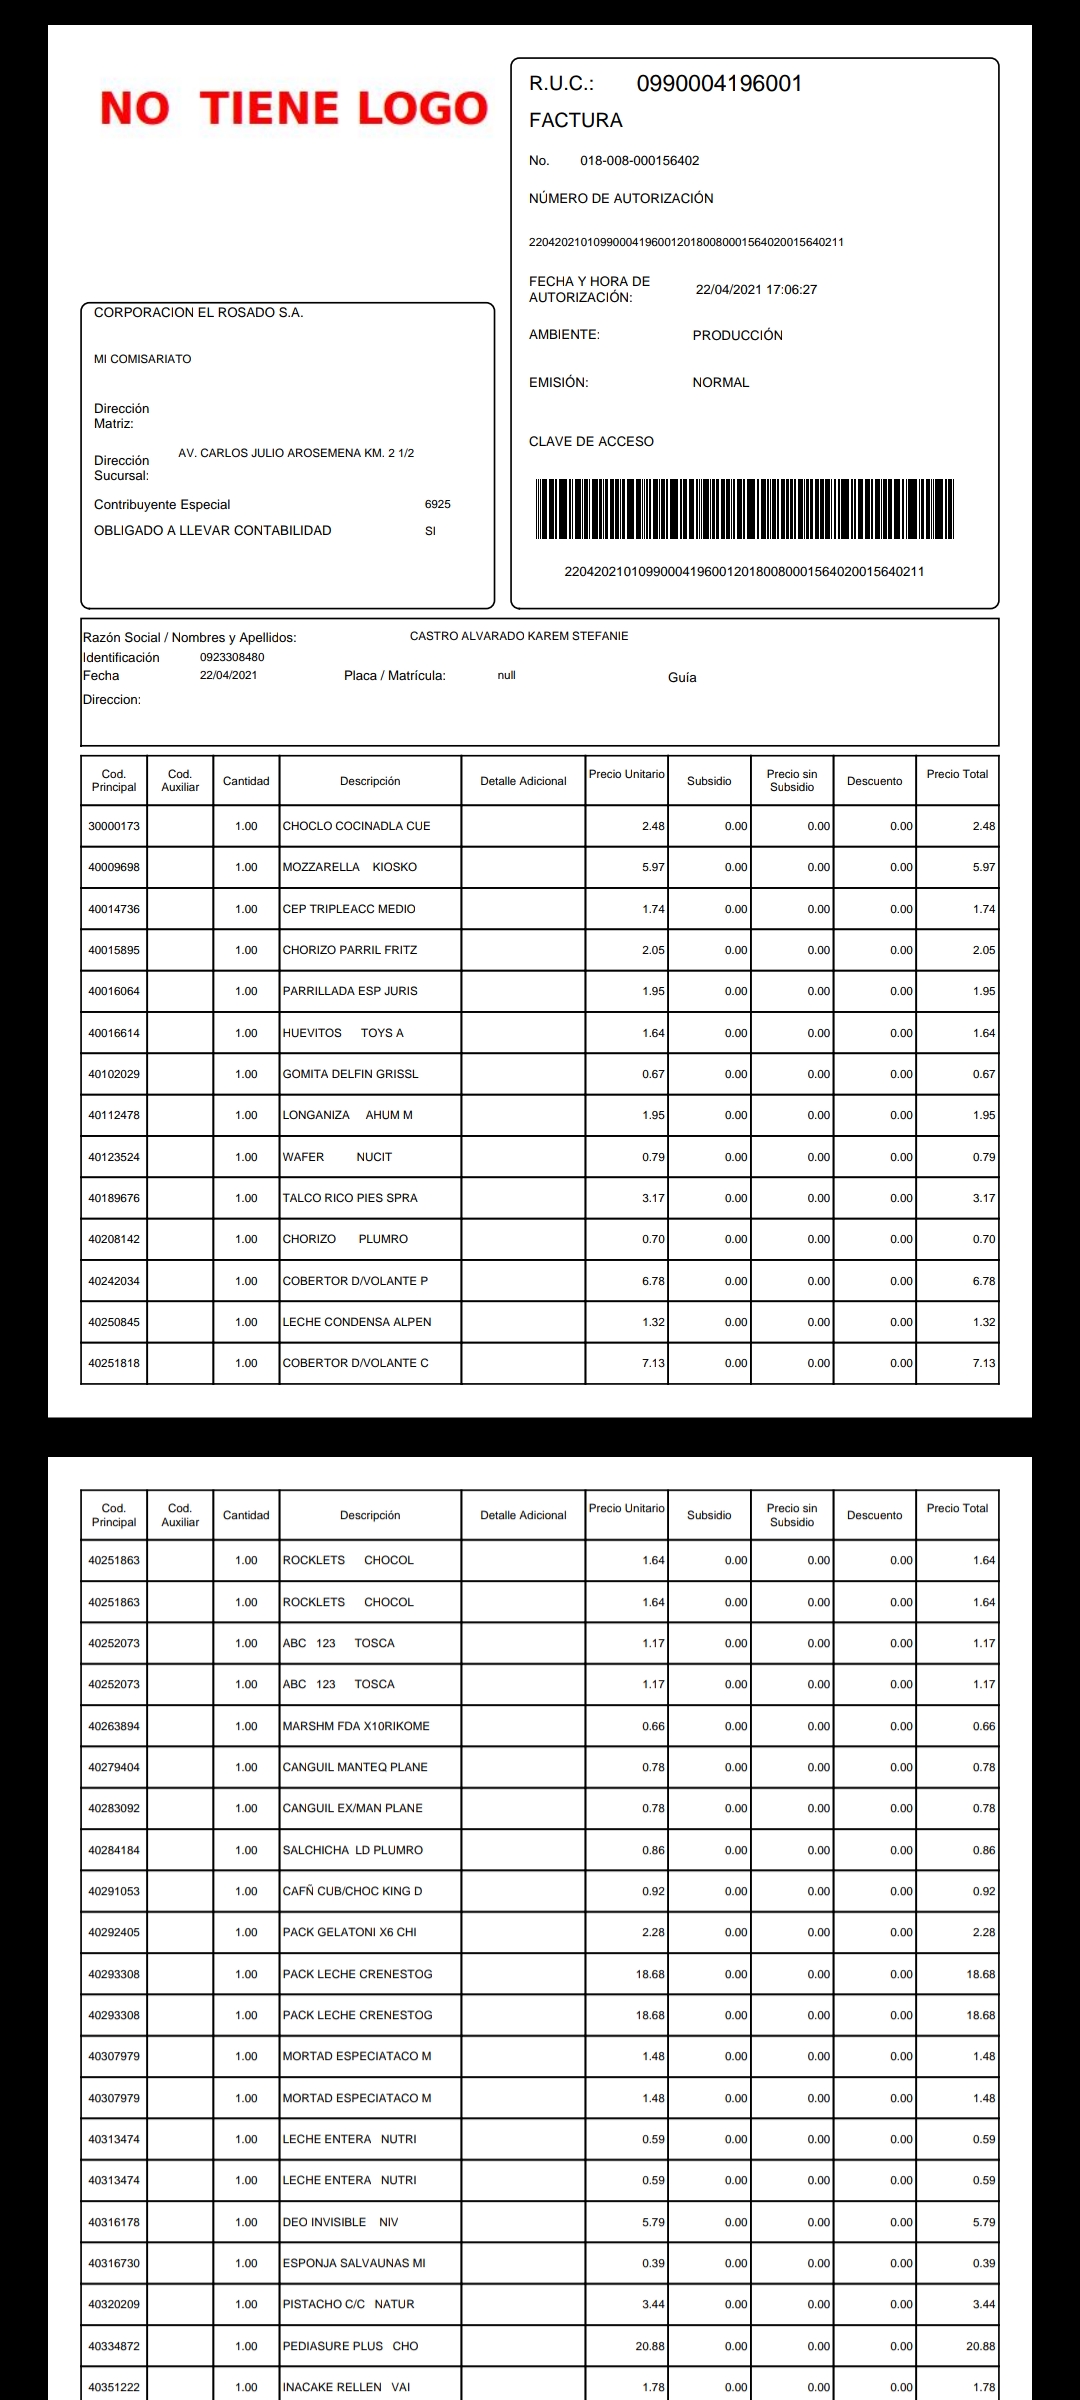 NO TIENE LOGO
R.U.C.: 0990004196001
FACTURA
No. 018-008-000156402
NÚMERO DE AUTORIZACIÓN
2204202101099000419600120180080001564020015640211
FECHA Y HORA DE
AUTORIZACIÓN: 22/04/2021 17:06:27
AMBIENTE: PRODUCCIÓN
EMISIÓN: NORMAL
CLAVE DE ACCESO
2204202101099000419600120180080001564020015640211
CORPORACION EL ROSADO S.A.
MI COMISARIATO
Dirección
Matriz:
Dirección
Sucursal: AV. CARLOS JULIO AROSEMENA KM. 2 1/2
Contribuyente Especial 6925
OBLIGADO A LLEVAR CONTABILIDAD SI
Razón Social / Nombres y Apellidos: CASTRO ALVARADO KAREM STEFANIE
Identificación 0923308480
Fecha 22/04/2021 Placa / Matrícula: null Guía
Direccion:
Cod. Principal Cod. Auxiliar Cantidad Descripción Detalle Adicional Precio Unitario Subsidio Precio sin Subsidio Descuento Precio Total
30000173 1.00 CHOCLO COCINADLA CUE 2.48 0.00 0.00 0.00 2.48
40009698 1.00 MOZZARELLA KIOSKO 5.97 0.00 0.00 0.00 5.97
40014736 1.00 CEP TRIPLEACC MEDIO 1.74 0.00 0.00 0.00 1.74
40015895 1.00 CHORIZO PARRIL FRITZ 2.05 0.00 0.00 0.00 2.05
40016064 1.00 PARRILLADA ESP JURIS 1.95 0.00 0.00 0.00 1.95
40016614 1.00 HUEVITOS TOYS A 1.64 0.00 0.00 0.00 1.64
40102029 1.00 GOMITA DELFIN GRISSL 0.67 0.00 0.00 0.00 0.67
40112478 1.00 LONGANIZA AHUM M 1.95 0.00 0.00 0.00 1.95
40123524 1.00 WAFER NUCIT 0.79 0.00 0.00 0.00 0.79
40189676 1.00 TALCO RICO PIES SPRA 3.17 0.00 0.00 0.00 3.17
40208142 1.00 CHORIZO PLUMRO 0.70 0.00 0.00 0.00 0.70
40242034 1.00 COBERTOR D/VOLANTE P 6.78 0.00 0.00 0.00 6.78
40250845 1.00 LECHE CONDENSA ALPEN 1.32 0.00 0.00 0.00 1.32
40251818 1.00 COBERTOR D/VOLANTE C 7.13 0.00 0.00 0.00 7.13
Cod. Principal Cod. Auxiliar Cantidad Descripción Detalle Adicional Precio Unitario Subsidio Precio sin Subsidio Descuento Precio Total
40251863 1.00 ROCKLETS CHOCOL 1.64 0.00 0.00 0.00 1.64
40251863 1.00 ROCKLETS CHOCOL 1.64 0.00 0.00 0.00 1.64
40252073 1.00 ABC 123 TOSCA 1.17 0.00 0.00 0.00 1.17
40252073 1.00 ABC 123 TOSCA 1.17 0.00 0.00 0.00 1.17
40263894 1.00 MARSHM FDA X10RIKOME 0.66 0.00 0.00 0.00 0.66
40279404 1.00 CANGUIL MANTEQ PLANE 0.78 0.00 0.00 0.00 0.78
40283092 1.00 CANGUIL EX/MAN PLANE 0.78 0.00 0.00 0.00 0.78
40284184 1.00 SALCHICHA LD PLUMRO 0.86 0.00 0.00 0.00 0.86
40291053 1.00 CAFÑ CUB/CHOC KING D 0.92 0.00 0.00 0.00 0.92
40292405 1.00 PACK GELATONI X6 CHI 2.28 0.00 0.00 0.00 2.28
40293308 1.00 PACK LECHE CRENESTOG 18.68 0.00 0.00 0.00 18.68
40293308 1.00 PACK LECHE CRENESTOG 18.68 0.00 0.00 0.00 18.68
40307979 1.00 MORTAD ESPECIATACO M 1.48 0.00 0.00 0.00 1.48
40307979 1.00 MORTAD ESPECIATACO M 1.48 0.00 0.00 0.00 1.48
40313474 1.00 LECHE ENTERA NUTRI 0.59 0.00 0.00 0.00 0.59
40313474 1.00 LECHE ENTERA NUTRI 0.59 0.00 0.00 0.00 0.59
40316178 1.00 DEO INVISIBLE NIV 5.79 0.00 0.00 0.00 5.79
40316730 1.00 ESPONJA SALVAUNAS MI 0.39 0.00 0.00 0.00 0.39
40320209 1.00 PISTACHO C/C NATUR 3.44 0.00 0.00 0.00 3.44
40334872 1.00 PEDIASURE PLUS CHO 20.88 0.00 0.00 0.00 20.88
40351222 1.00 INACAKE RELLEN VAI 1.78 0.00 0.00 0.00 1.78